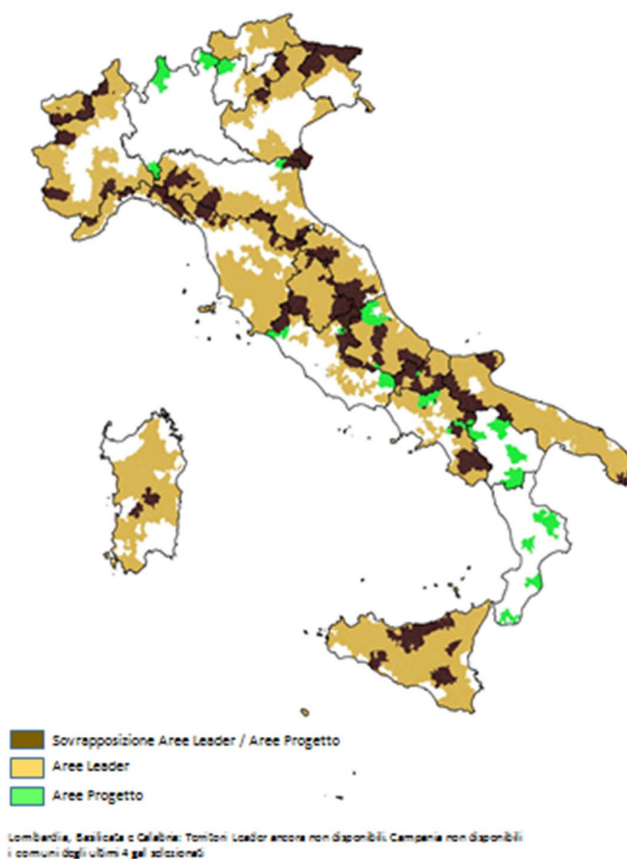 Sovrapposizione Aree Leader / Aree Progetto
Aree Leader
Aree Progetto
Lombardia, Basilicata e Calabria: Territori Leader ancora non disponibili. Campania non disponibili
i comuni degli ultimi 4 gal selezionati